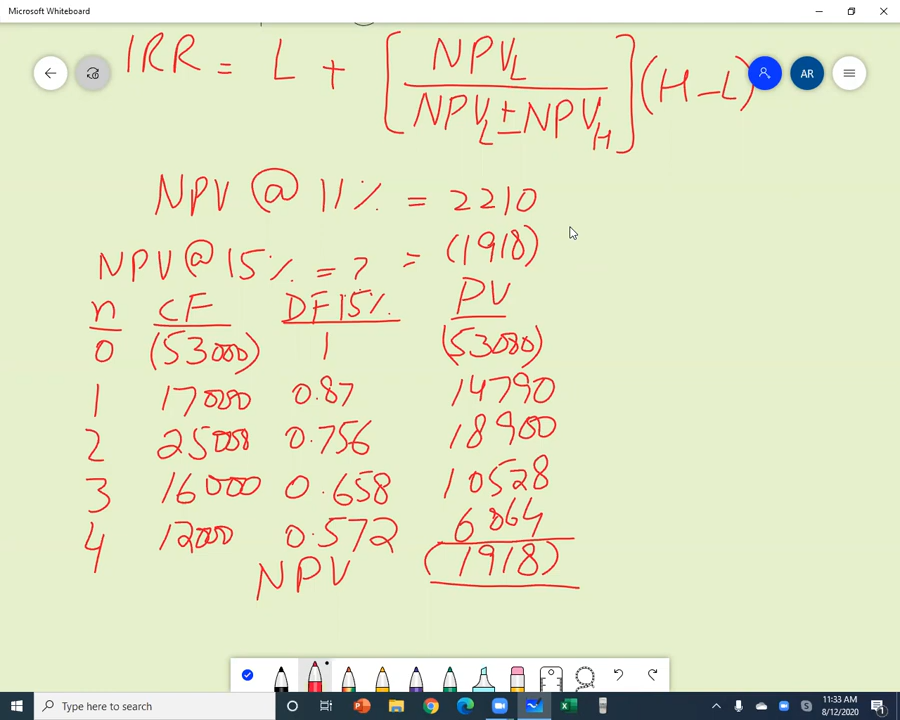 Microsoft Whiteboard
IRR = L + [ NPVL / NPVL ± NPVH ] (H - L)
AR
NPV @ 11% = 2210
NPV @ 15% = ? = (1918)
n CF DF 15% PV
0 (53000) 1 (53000)
1 17000 0.87 14790
2 25000 0.756 18900
3 16000 0.658 10528
4 12000 0.572 6864
NPV (1918)
Type here to search
11:33 AM
8/12/2020
1